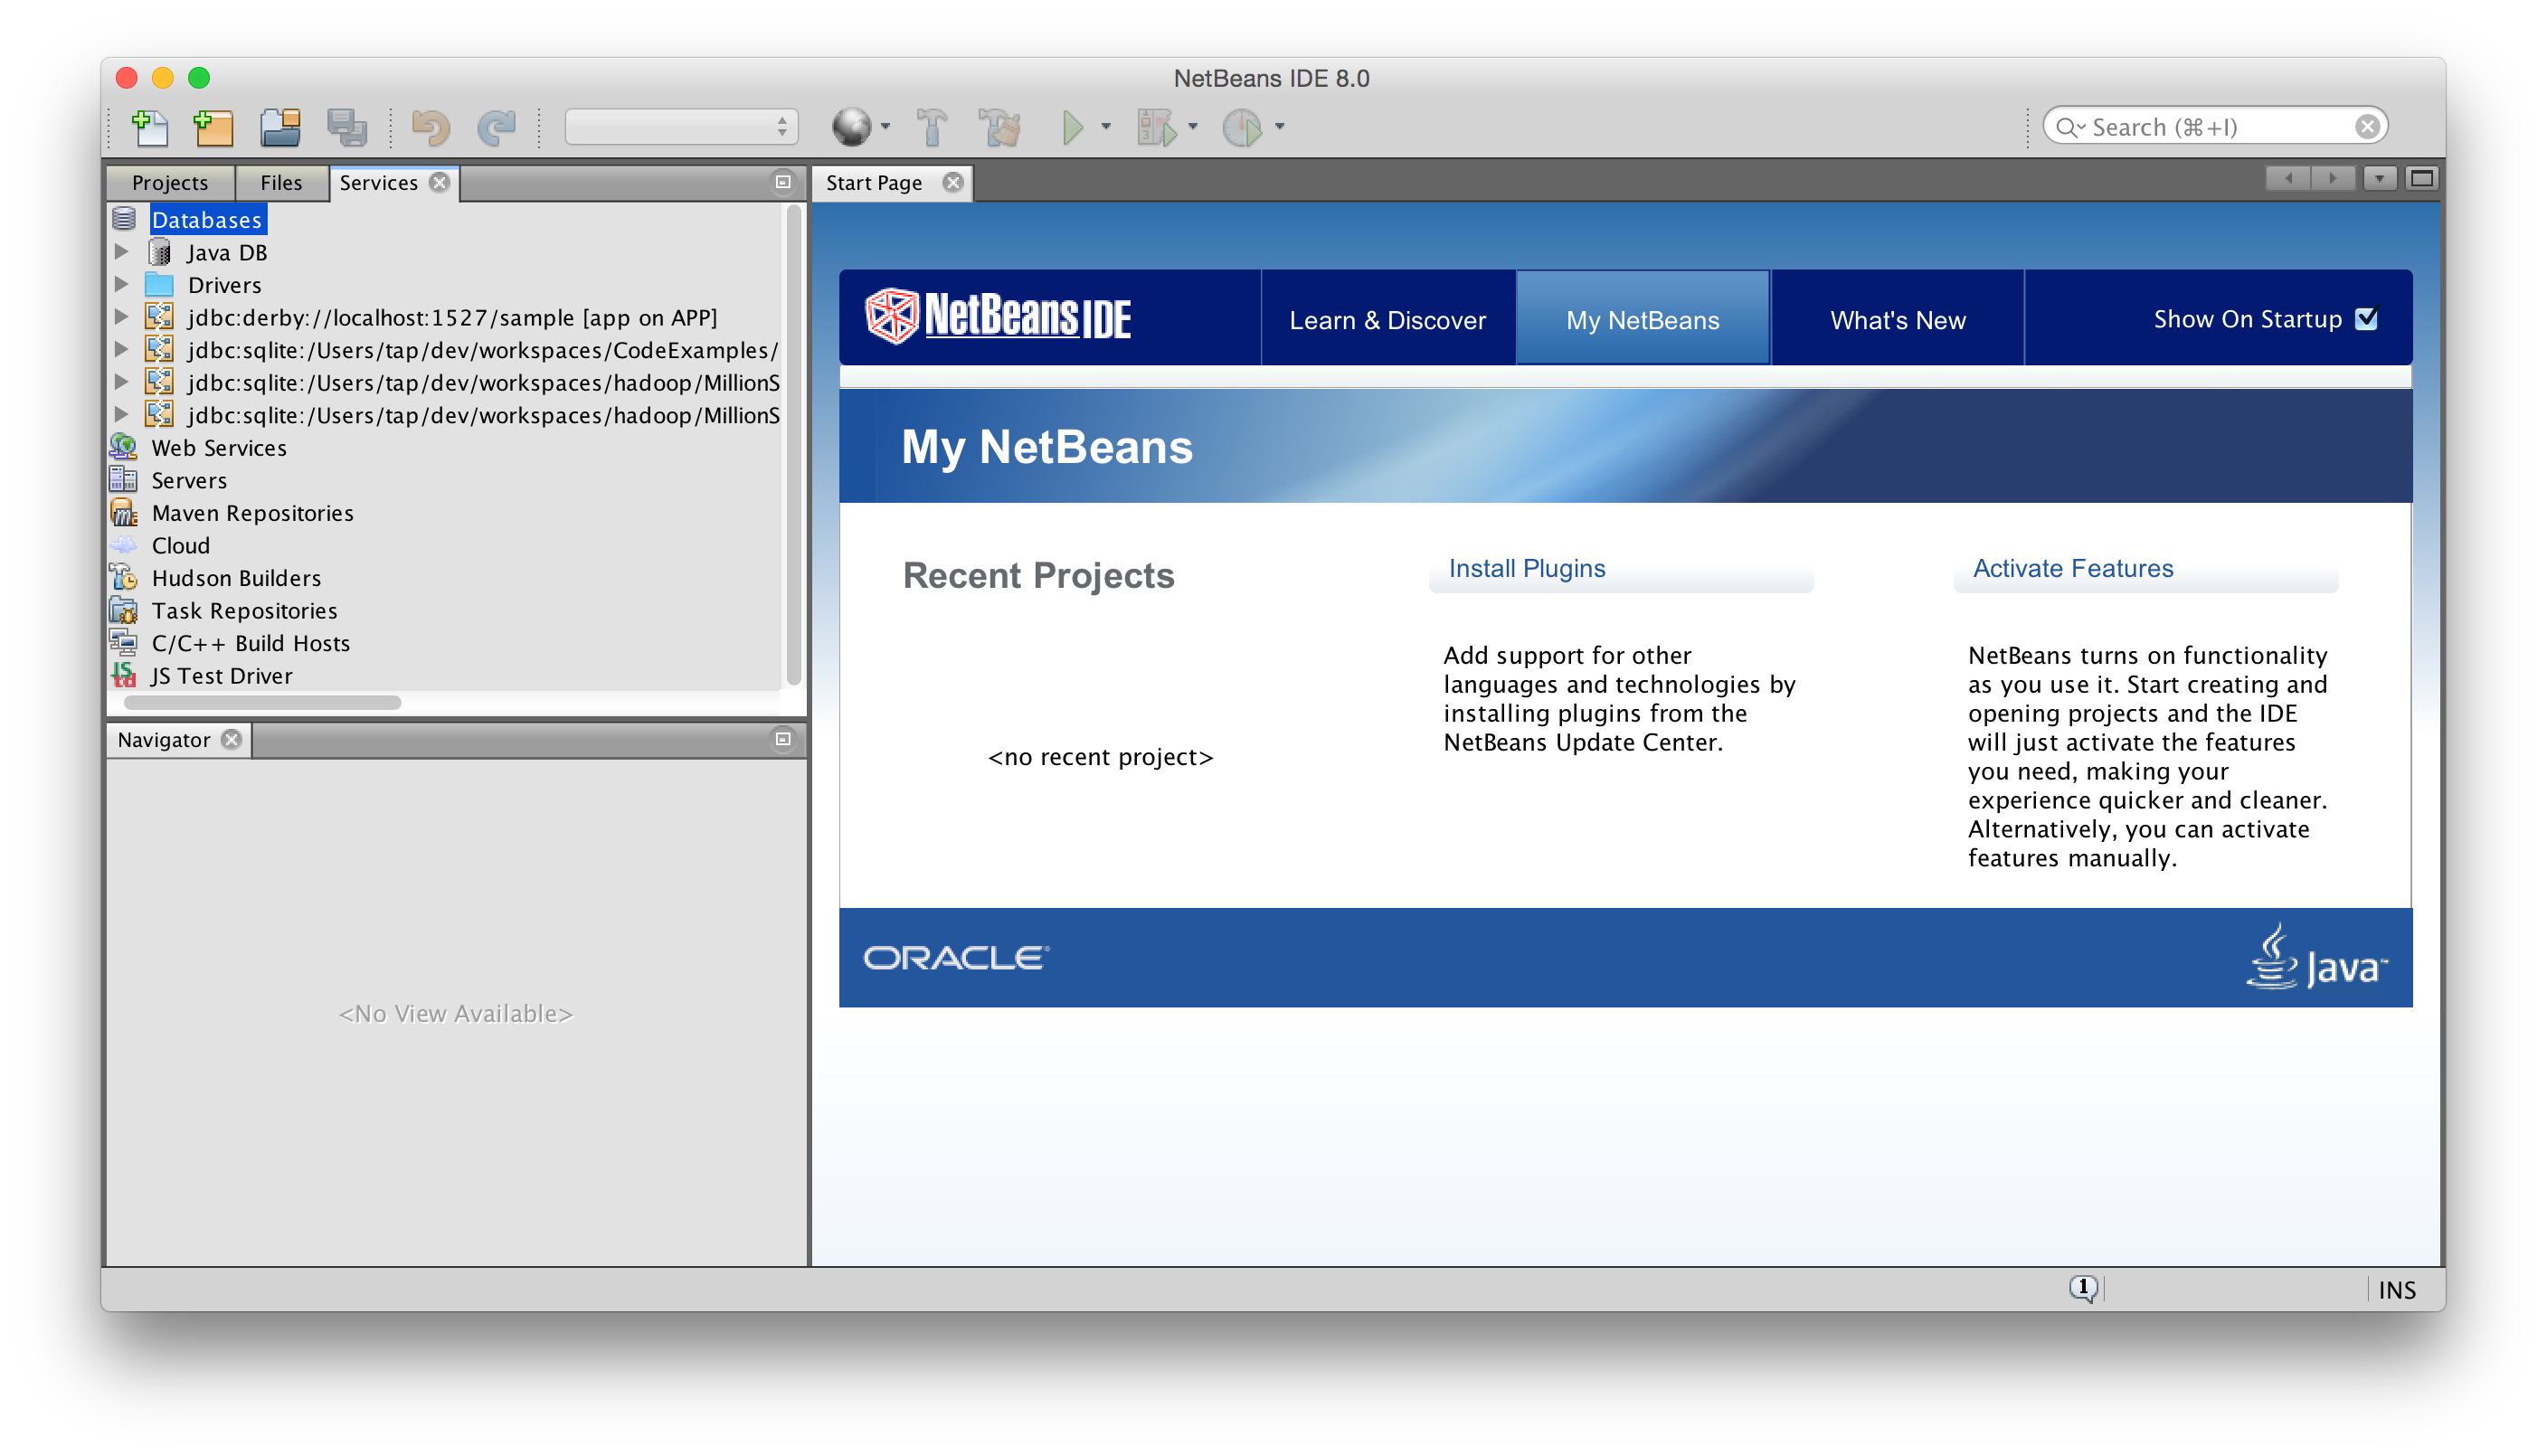 NetBeans IDE 8.0
Search (⌘+I)
Projects
Files
Services
Start Page
Databases
Java DB
Drivers
jdbc:derby://localhost:1527/sample [app on APP]
jdbc:sqlite:/Users/tap/dev/workspaces/CodeExamples/
jdbc:sqlite:/Users/tap/dev/workspaces/hadoop/MillionS
jdbc:sqlite:/Users/tap/dev/workspaces/hadoop/MillionS
Web Services
Servers
Maven Repositories
Cloud
Hudson Builders
Task Repositories
C/C++ Build Hosts
JS Test Driver
Navigator
<No View Available>
NetBeans IDE
Learn & Discover
My NetBeans
What's New
Show On Startup
My NetBeans
Recent Projects
<no recent project>
Install Plugins
Add support for other
languages and technologies by
installing plugins from the
NetBeans Update Center.
Activate Features
NetBeans turns on functionality
as you use it. Start creating and
opening projects and the IDE
will just activate the features
you need, making your
experience quicker and cleaner.
Alternatively, you can activate
features manually.
ORACLE
Java™
1
INS